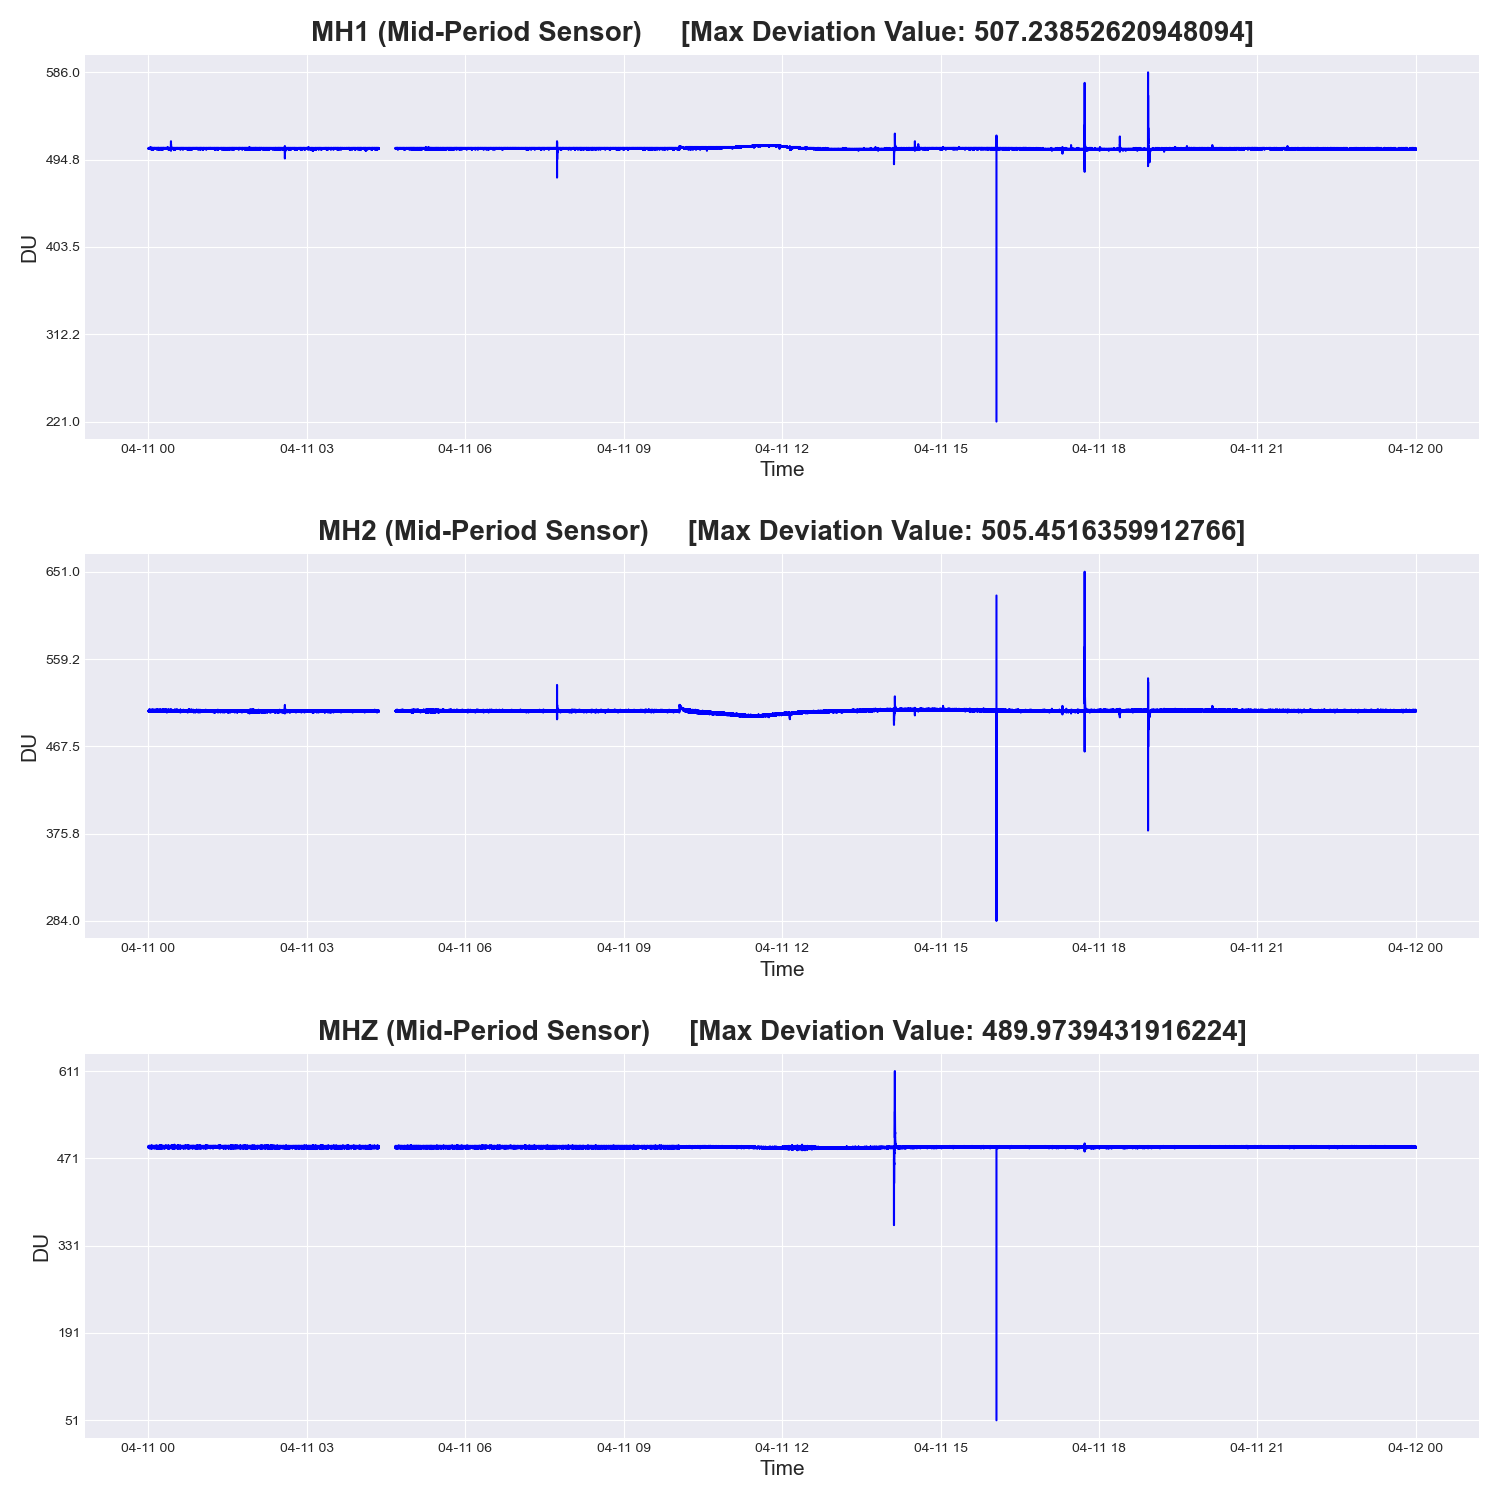 MH1 (Mid-Period Sensor) [Max Deviation Value: 507.23852620948094]
586.0
494.8
403.5
312.2
221.0
DU
04-11 00 04-11 03 04-11 06 04-11 09 04-11 12 04-11 15 04-11 18 04-11 21 04-12 00
Time
MH2 (Mid-Period Sensor) [Max Deviation Value: 505.4516359912766]
651.0
559.2
467.5
375.8
284.0
DU
04-11 00 04-11 03 04-11 06 04-11 09 04-11 12 04-11 15 04-11 18 04-11 21 04-12 00
Time
MHZ (Mid-Period Sensor) [Max Deviation Value: 489.9739431916224]
611
471
331
191
51
DU
04-11 00 04-11 03 04-11 06 04-11 09 04-11 12 04-11 15 04-11 18 04-11 21 04-12 00
Time